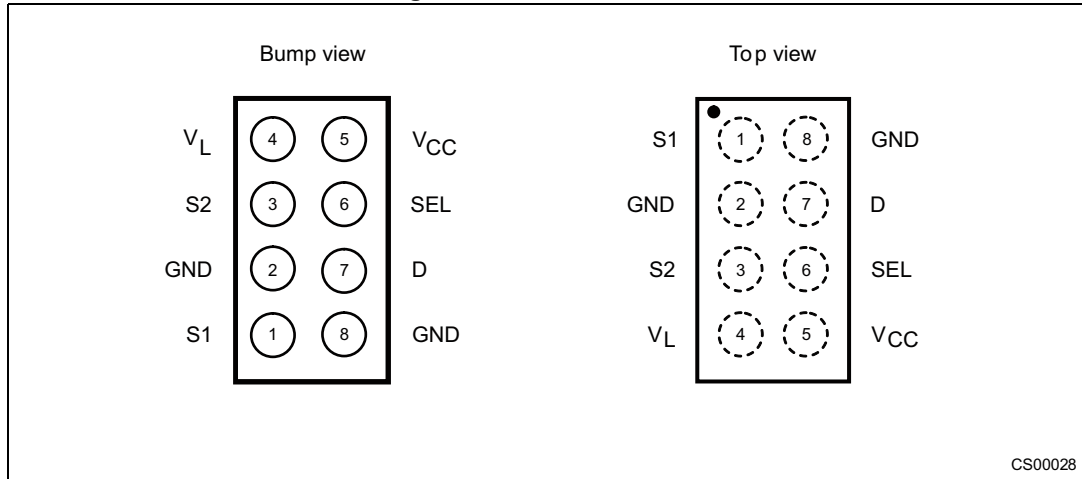 Bump view
VL 4 5 VCC
S2 3 6 SEL
GND 2 7 D
S1 1 8 GND
Top view
S1 1 8 GND
GND 2 7 D
S2 3 6 SEL
VL 4 5 VCC
CS00028